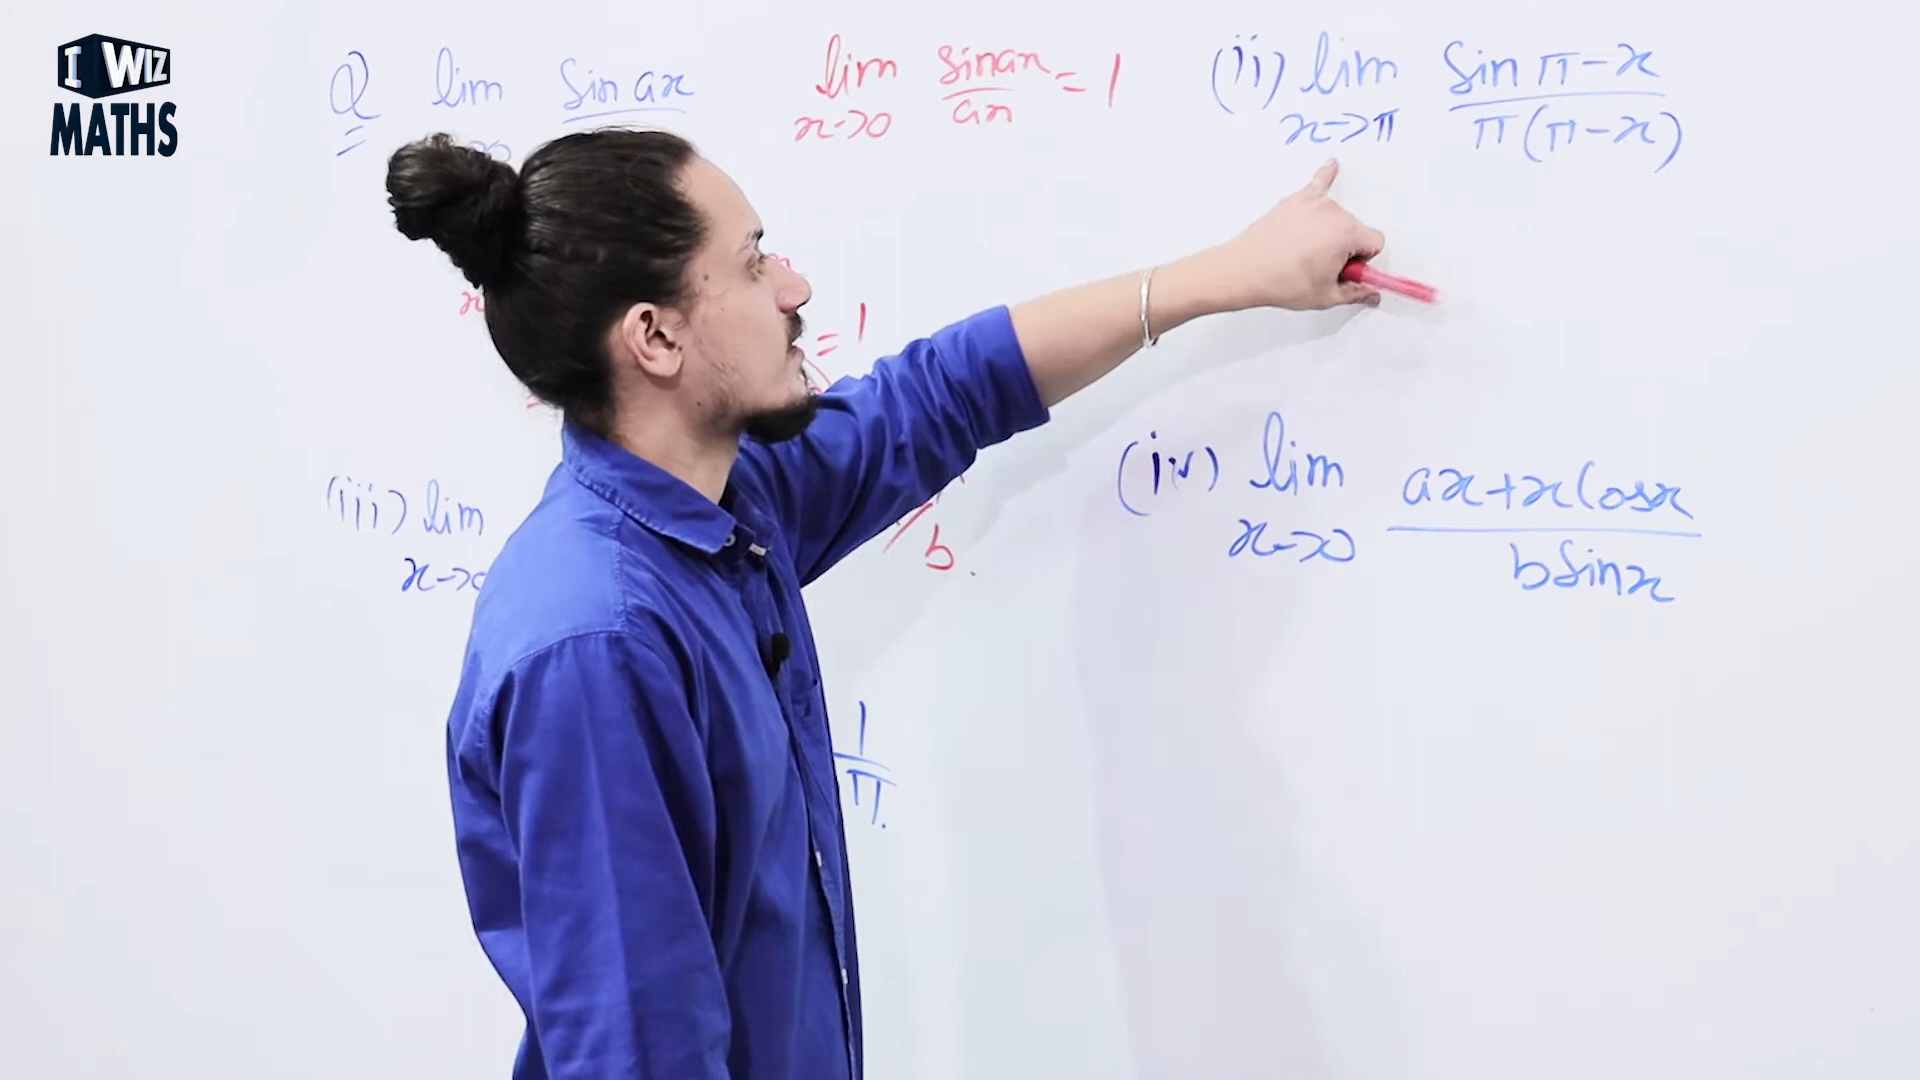 I WIZ
MATHS
Q lim sin ax
lim x->0 sinax/ax = 1
(ii) lim x->π sin π-x / π(π-x)
= 1
(iii) lim
b.
(iv) lim x->0 ax+xcosx / bsinx
1/π.